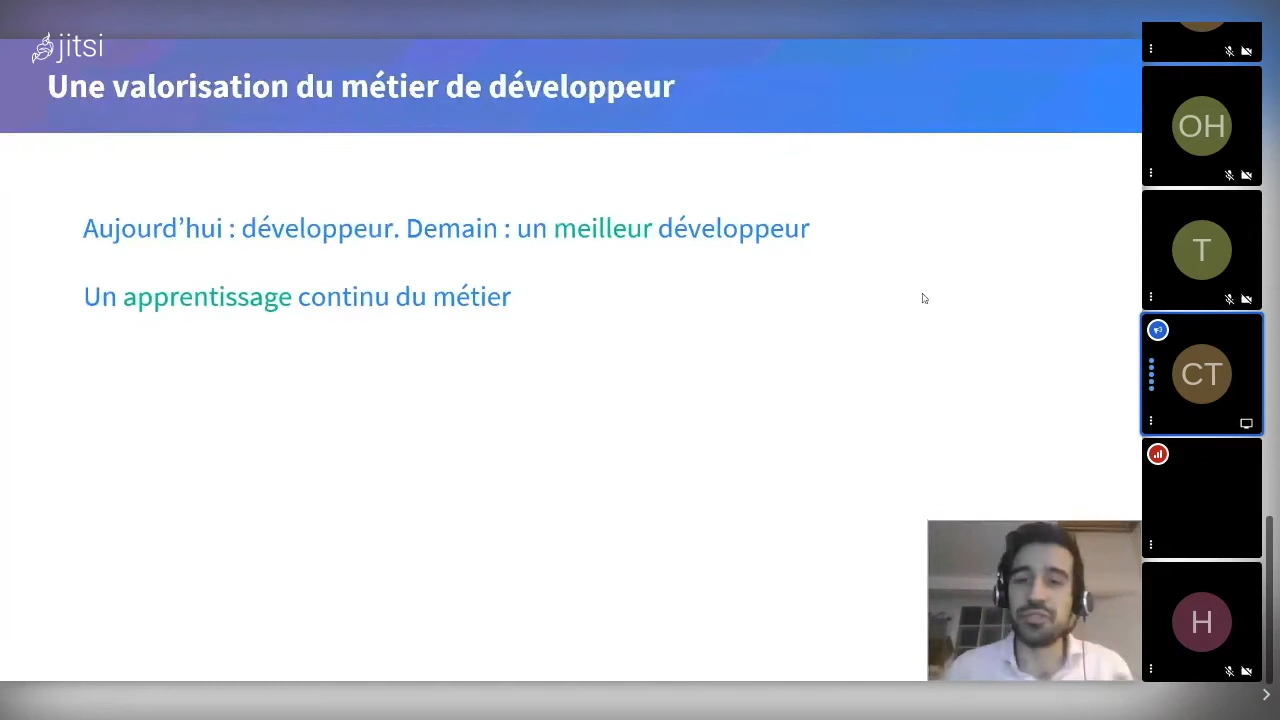 jitsi
Une valorisation du métier de développeur
Aujourd’hui : développeur. Demain : un meilleur développeur
Un apprentissage continu du métier
OH
T
CT
H